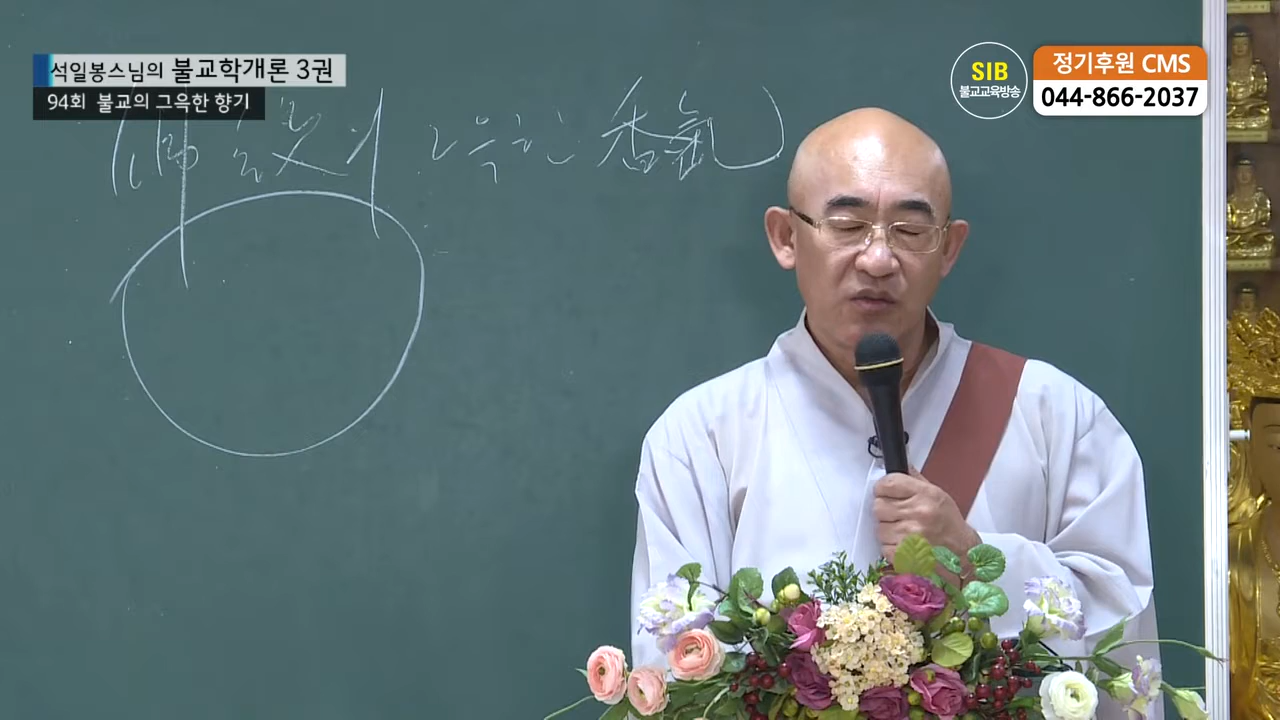 석일봉스님의 불교학개론 3권
94회 불교의 그윽한 향기
SIB
불교교육방송
정기후원 CMS
044-866-2037
(佛敎의 그윽한 香氣)